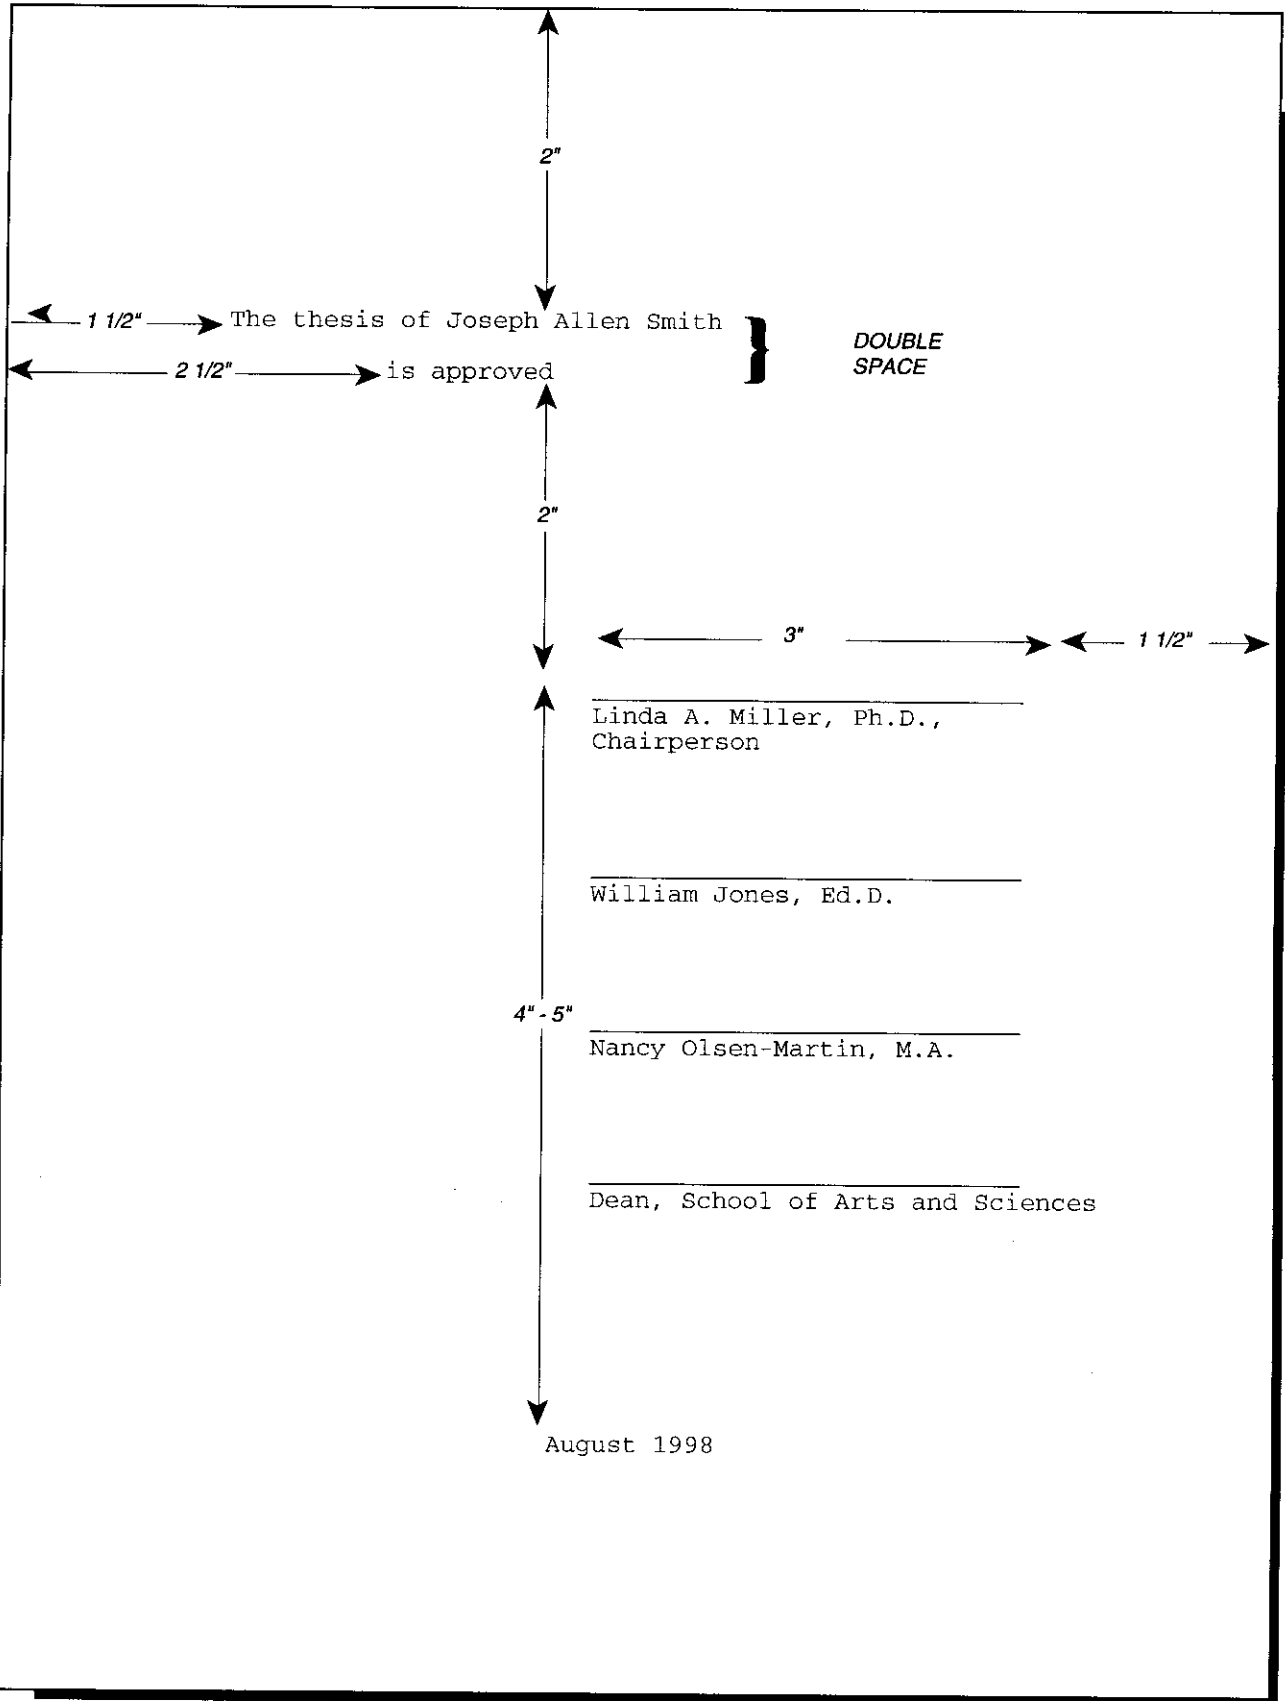 2"
1 1/2" The thesis of Joseph Allen Smith
DOUBLE
SPACE
2 1/2" is approved
2"
3" 1 1/2"
Linda A. Miller, Ph.D.,
Chairperson
William Jones, Ed.D.
4" - 5"
Nancy Olsen-Martin, M.A.
Dean, School of Arts and Sciences
August 1998